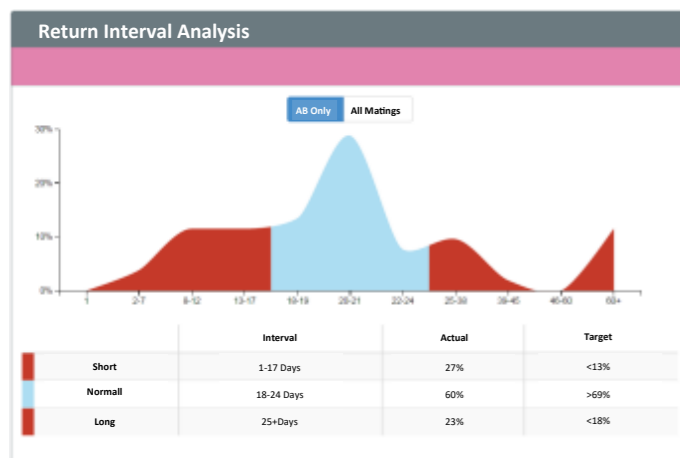 Return Interval Analysis
AB Only All Matings
30%
20%
10%
0%
1 2-7 8-12 13-17 18-19 20-21 22-24 25-38 39-45 46-60 60+
Interval Actual Target
Short 1-17 Days 27% <13%
Normall 18-24 Days 60% >69%
Long 25+Days 23% <18%